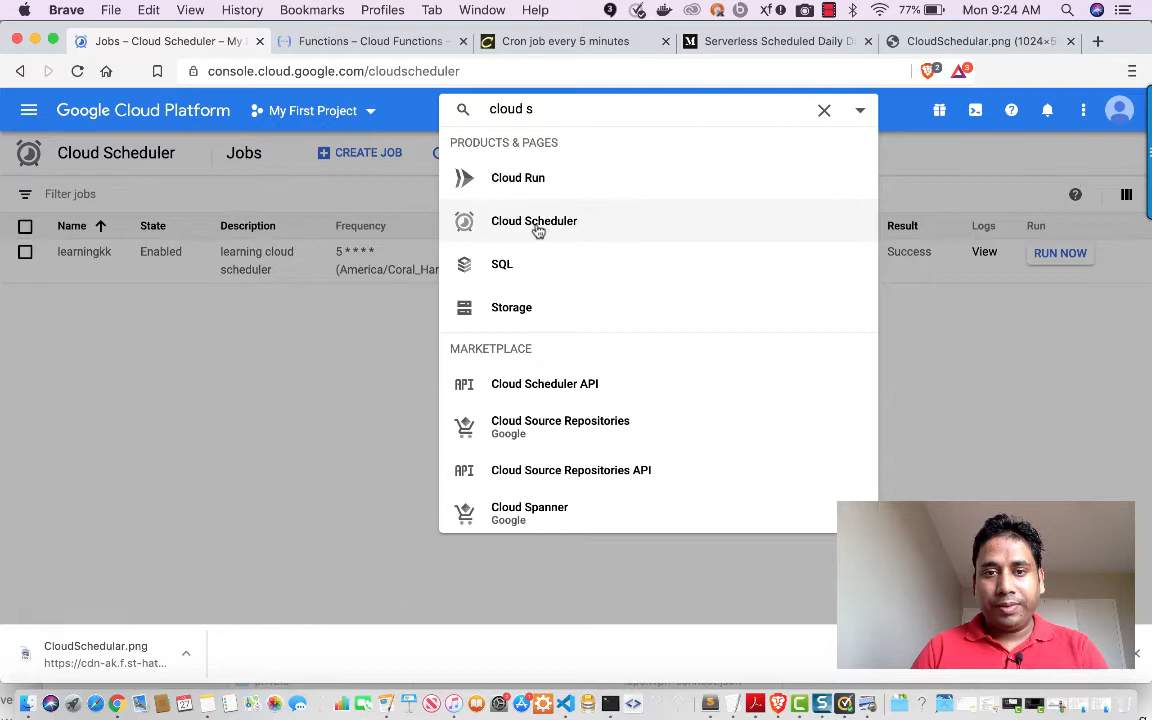 Brave File Edit View History Bookmarks Profiles Tab Window Help 3 77% Mon 9:24 AM
Jobs – Cloud Scheduler – My Functions – Cloud Functions – Cron job every 5 minutes Serverless Scheduled Daily D CloudSchedular.png (1024×5
console.cloud.google.com/cloudscheduler 2 3
Google Cloud Platform My First Project cloud s
Cloud Scheduler Jobs CREATE JOB
PRODUCTS & PAGES
Cloud Run
Cloud Scheduler
SQL
Storage
MARKETPLACE
API Cloud Scheduler API
Cloud Source Repositories
Google
API Cloud Source Repositories API
Cloud Spanner
Google
Filter jobs
Name State Description Frequency Result Logs Run
learningkk Enabled learning cloud 5 * * * * Success View RUN NOW
scheduler (America/Coral_Har
CloudSchedular.png
https://cdn-ak.f.st-hat...